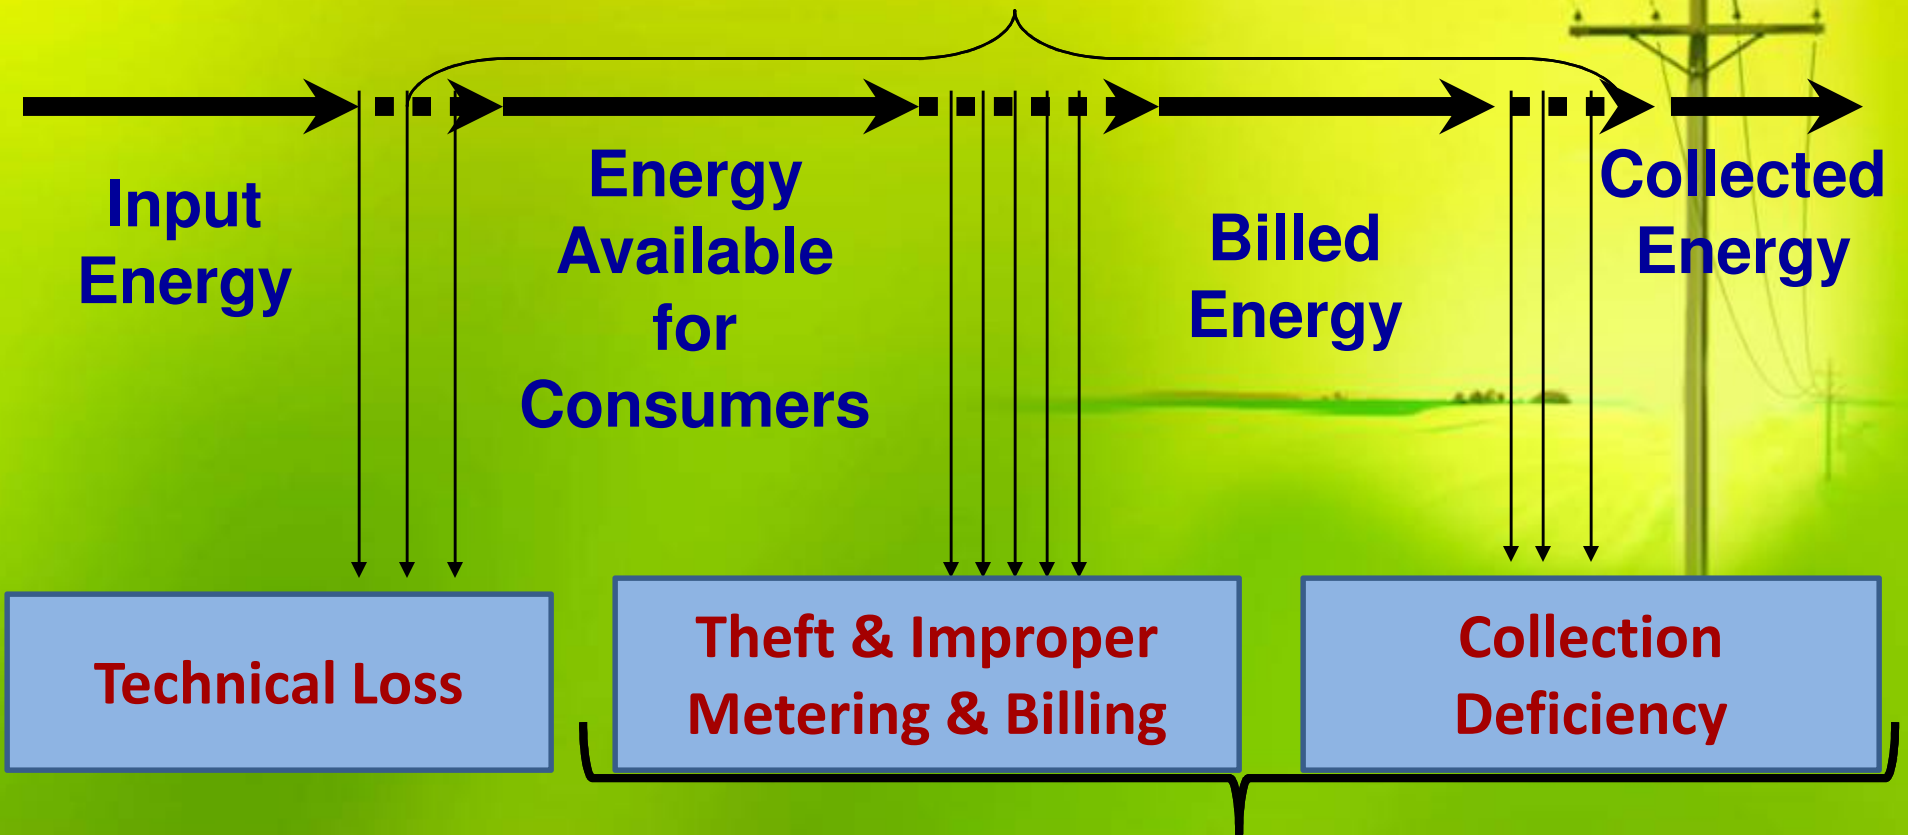 Input
Energy
Energy
Available
for
Consumers
Billed
Energy
Collected
Energy
Technical Loss
Theft & Improper
Metering & Billing
Collection
Deficiency